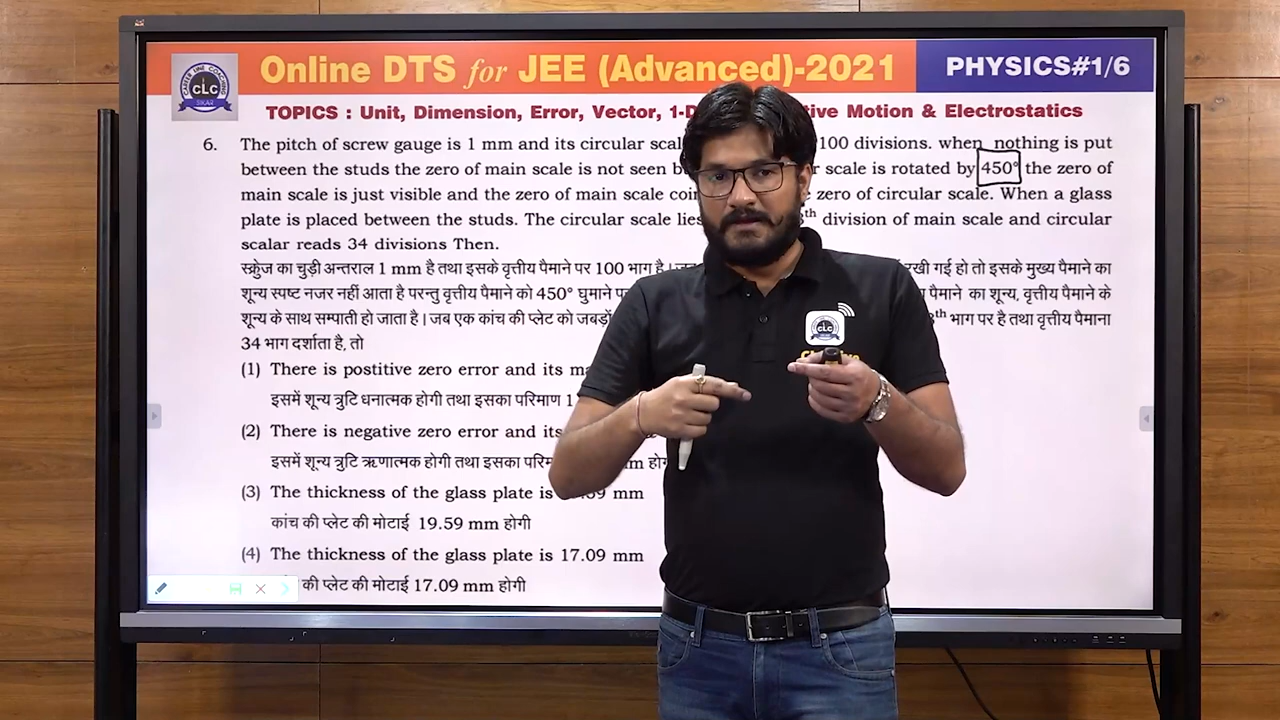 Online DTS for JEE (Advanced)-2021
PHYSICS#1/6
CLC
SIKAR
TOPICS : Unit, Dimension, Error, Vector, 1-D Motion & Electrostatics
6. The pitch of screw gauge is 1 mm and its circular 100 divisions. when nothing is put
between the studs the zero of main scale is not seen scale is rotated by 450° the zero of
main scale is just visible and the zero of main scale zero of circular scale. When a glass
plate is placed between the studs. The circular scale lies division of main scale and circular
scalar reads 34 divisions Then.
स्क्रुेज का चुड़ी अन्तराल 1 mm है तथा इसके वृत्तीय पैमाने पर 100 भाग है। रखी गई हो तो इसके मुख्य पैमाने का
शून्य स्पष्ट नजर नहीं आता है परन्तु वृत्तीय पैमाने को 450° घुमाने पैमाने का शून्य, वृत्तीय पैमाने के
शून्य के साथ सम्पाती हो जाता है। जब एक कांच की प्लेट को भाग पर है तथा वृत्तीय पैमाना
34 भाग दर्शाता है, तो
(1) There is postitive zero error and its
इसमें शून्य त्रुटि धनात्मक होगी तथा इसका परिमाण
(2) There is negative zero error and its
इसमें शून्य त्रुटि ऋणात्मक होगी तथा इसका
(3) The thickness of the glass plate is mm
कांच की प्लेट की मोटाई 19.59 mm होगी
(4) The thickness of the glass plate is 17.09 mm
की प्लेट की मोटाई 17.09 mm होगी
CLC